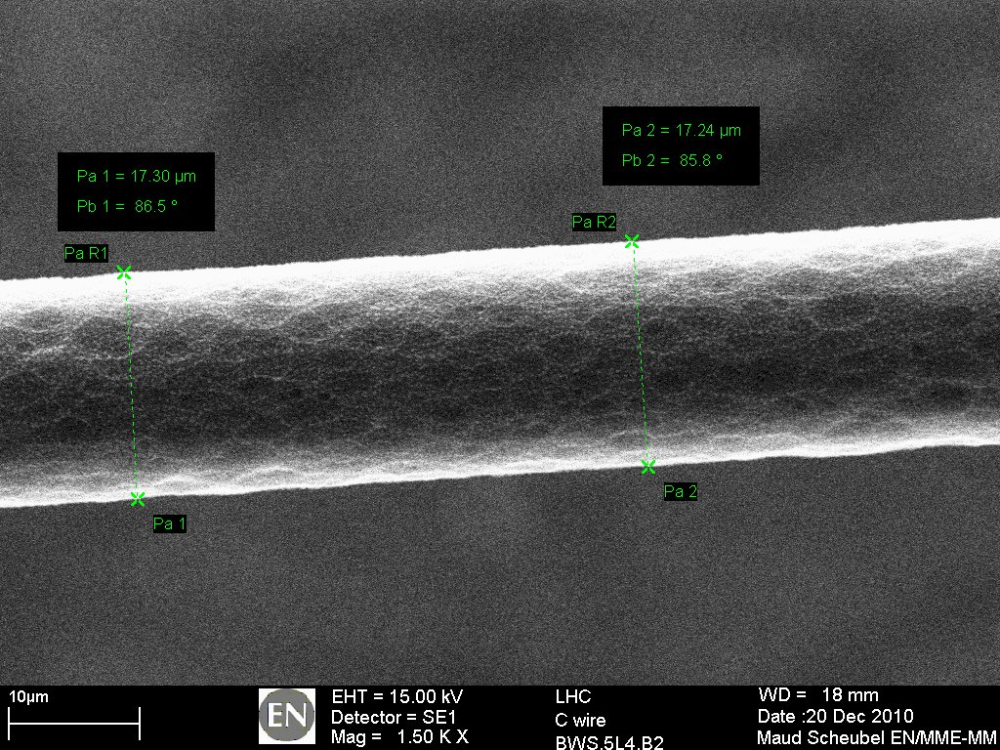 Pa 2 = 17.24 µm
Pb 2 =  85.8 º
Pa 1 = 17.30 µm
Pb 1 =  86.5 º
Pa R2
Pa R1
Pa 2
Pa 1
10µm
EN
EHT = 15.00 kV
Detector = SE1
Mag =   1.50 K X
LHC
C wire
BWS.5L4.B2
WD =   18 mm
Date :20 Dec 2010
Maud Scheubel EN/MME-MM